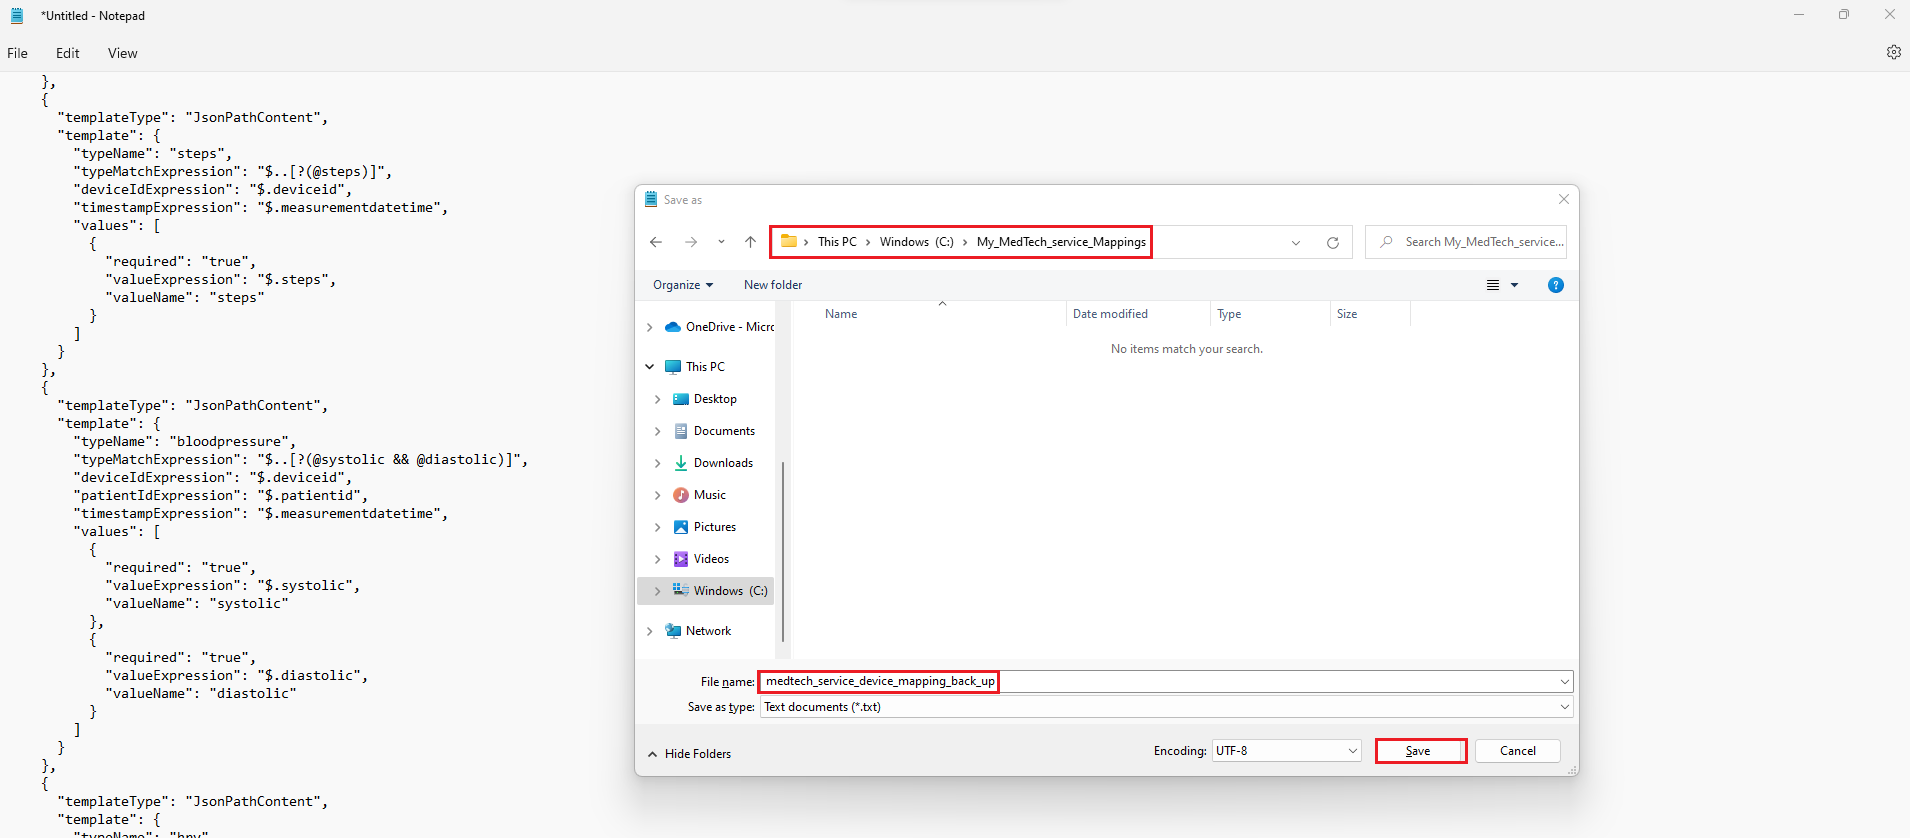 *Untitled - Notepad
File Edit View
},
{
"templateType": "JsonPathContent",
"template": {
"typeName": "steps",
"typeMatchExpression": "$..[?(@steps)]",
"deviceIdExpression": "$.deviceid",
"timestampExpression": "$.measurementdatetime",
"values": [
{
"required": "true",
"valueExpression": "$.steps",
"valueName": "steps"
}
]
}
},
{
"templateType": "JsonPathContent",
"template": {
"typeName": "bloodpressure",
"typeMatchExpression": "$..[?(@systolic && @diastolic)]",
"deviceIdExpression": "$.deviceid",
"patientIdExpression": "$.patientid",
"timestampExpression": "$.measurementdatetime",
"values": [
{
"required": "true",
"valueExpression": "$.systolic",
"valueName": "systolic"
},
{
"required": "true",
"valueExpression": "$.diastolic",
"valueName": "diastolic"
}
]
}
},
{
"templateType": "JsonPathContent",
"template": {
"typeName": "hrv"
Save as
This PC > Windows (C:) > My_MedTech_service_Mappings
Search My_MedTech_service...
Organize New folder
Name Date modified Type Size
No items match your search.
OneDrive - Micro
This PC
Desktop
Documents
Downloads
Music
Pictures
Videos
Windows (C:)
Network
File name: medtech_service_device_mapping_back_up
Save as type: Text documents (*.txt)
Hide Folders
Encoding: UTF-8
Save
Cancel